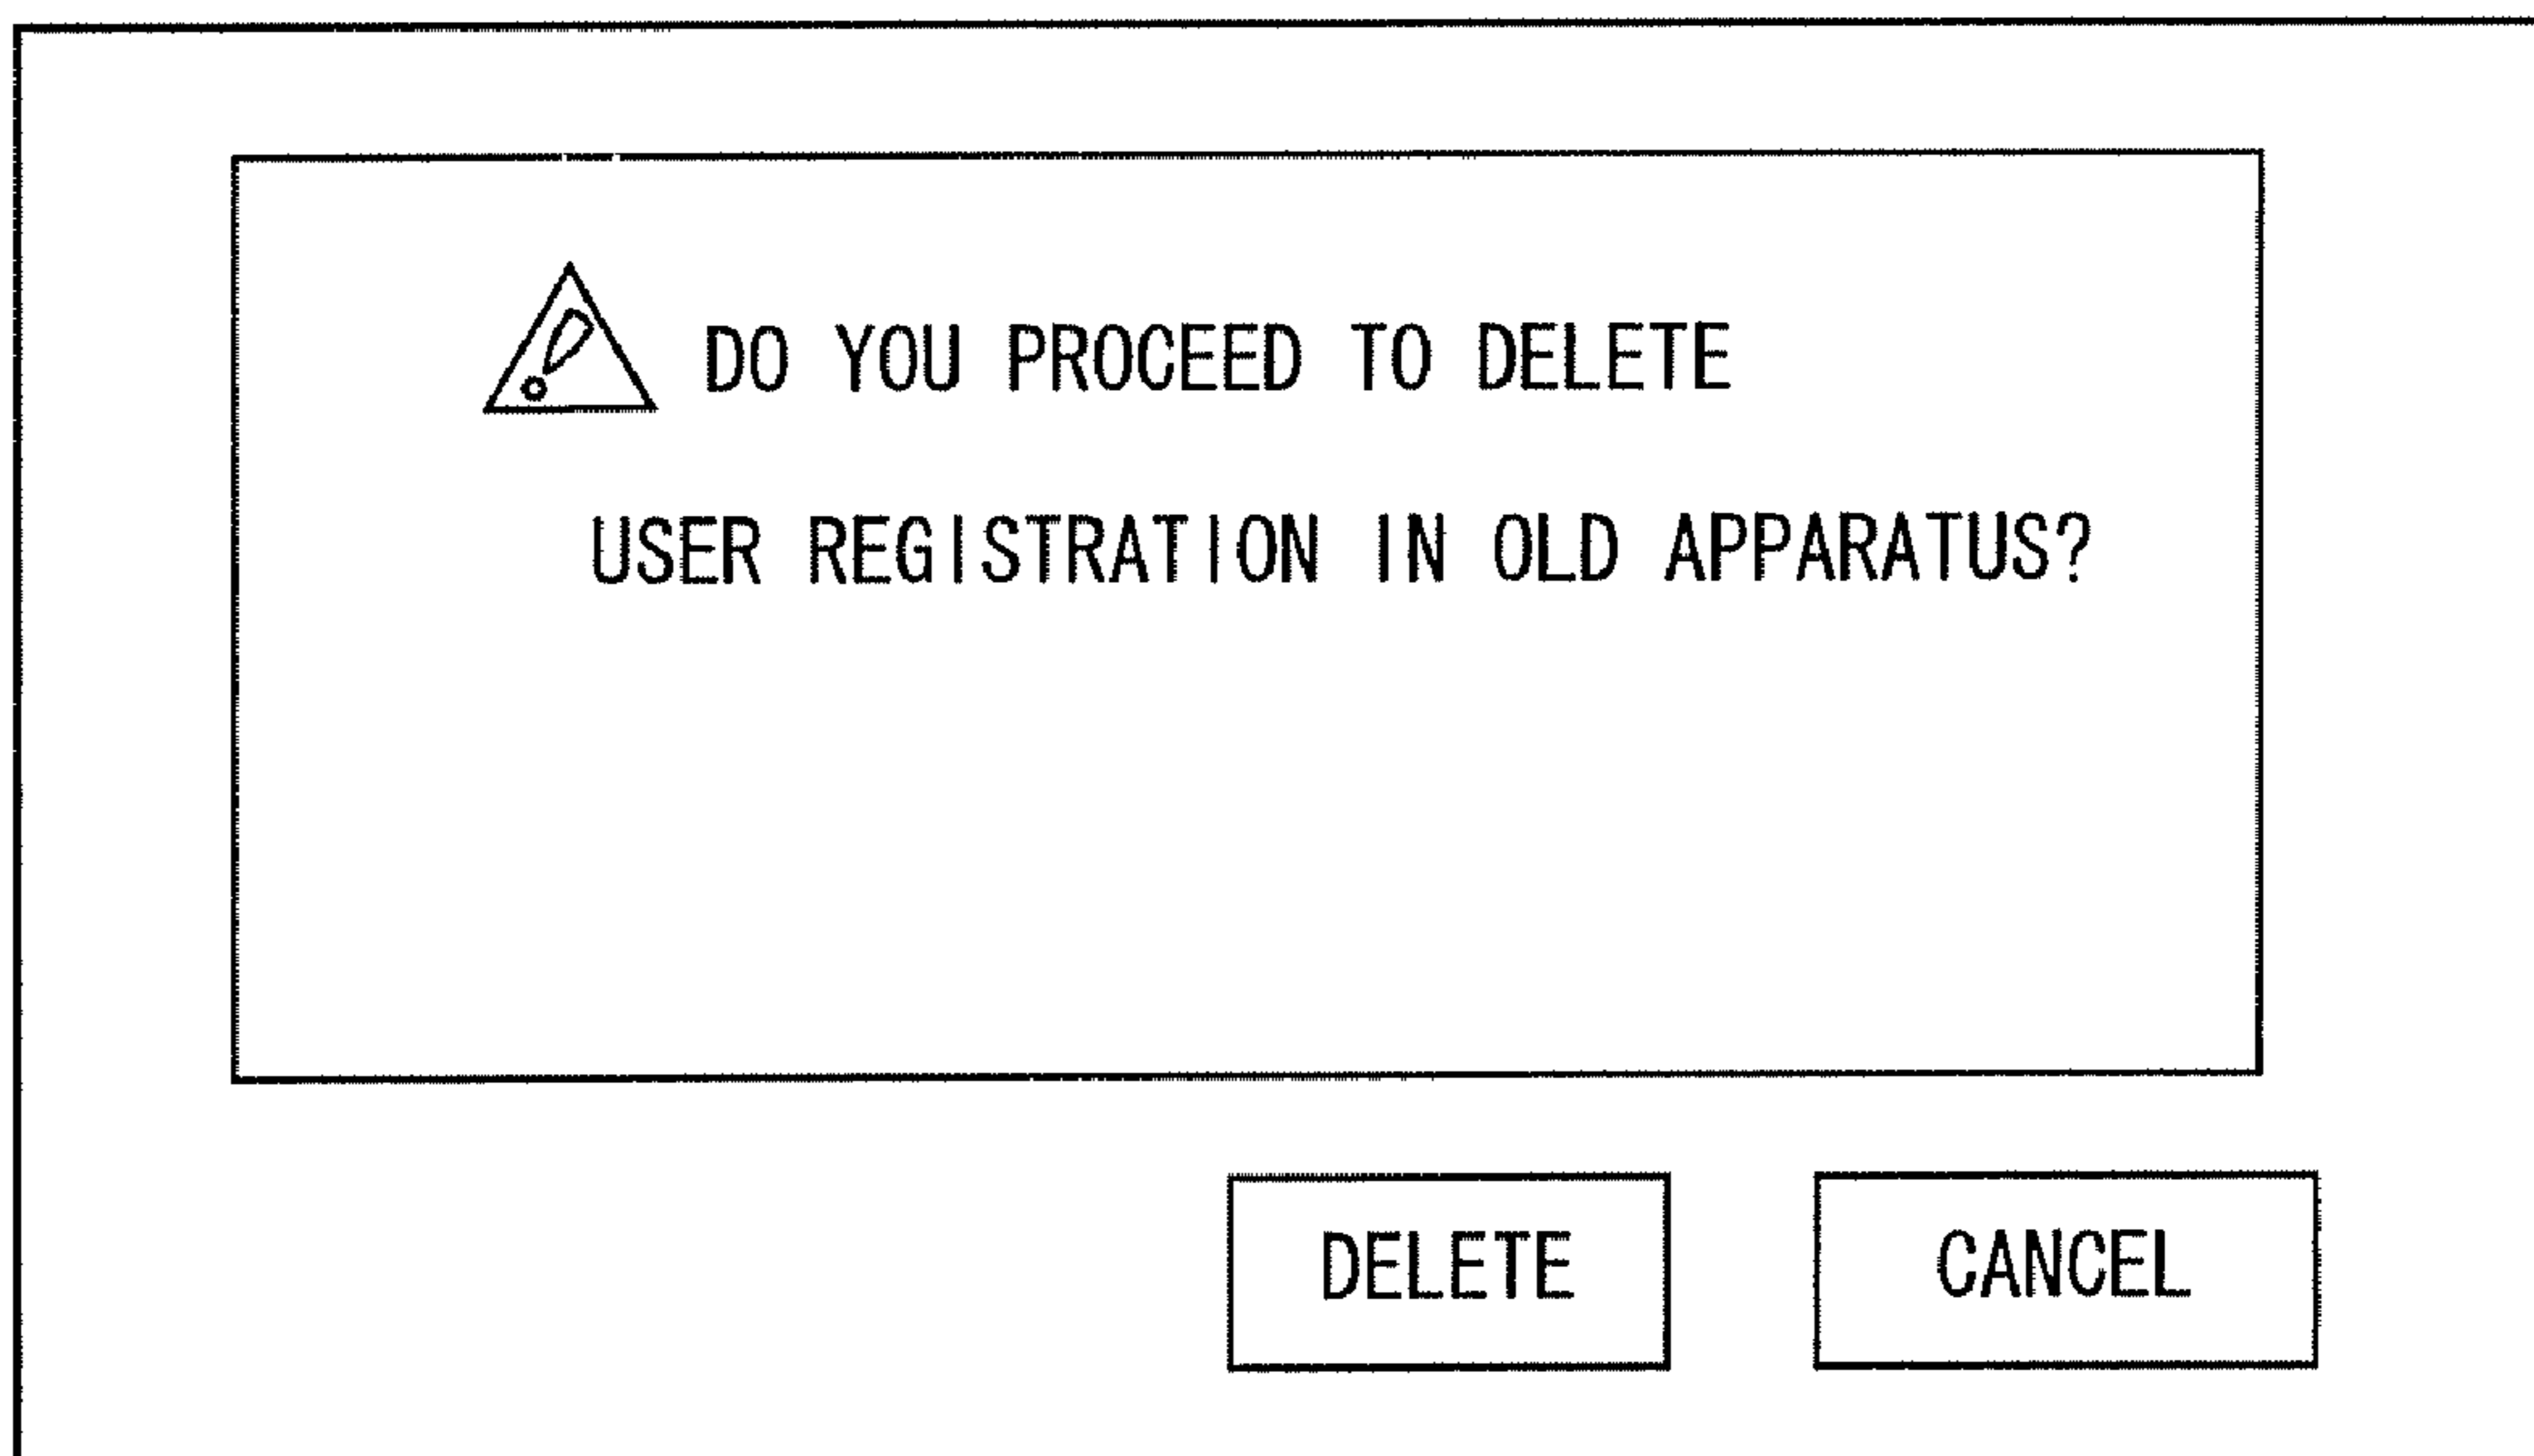 DO YOU PROCEED TO DELETE
USER REGISTRATION IN OLD APPARATUS?
DELETE CANCEL